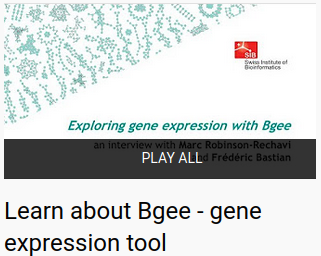 SIB
Swiss Institute of
Bioinformatics
Exploring gene expression with Bgee
an interview with Marc Robinson-Rechavi
and Frédéric Bastian
PLAY ALL
Learn about Bgee - gene
expression tool